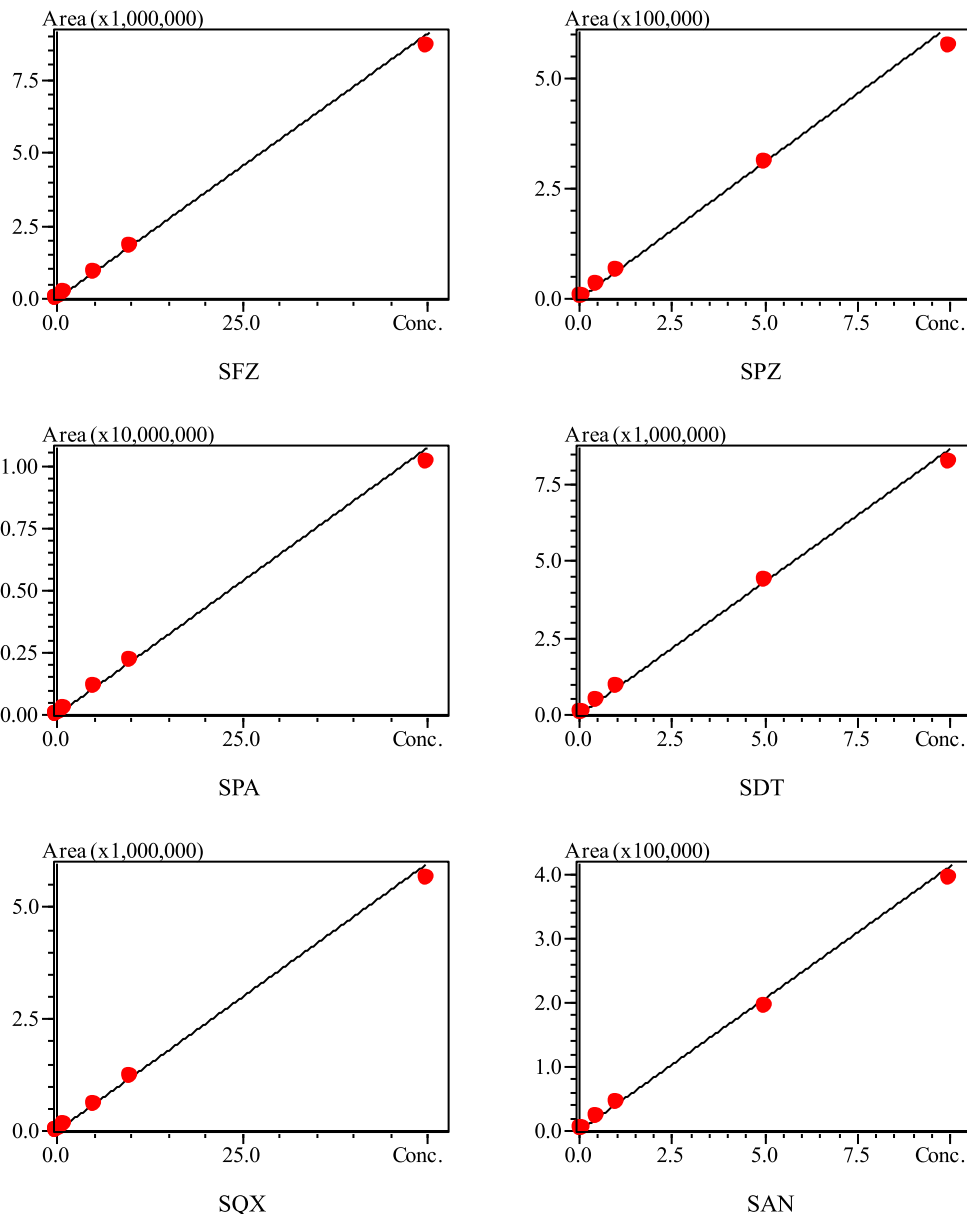 Area (x1,000,000)
7.5
5.0
2.5
0.0
0.0 25.0 Conc.
SFZ
Area (x100,000)
5.0
2.5
0.0
0.0 2.5 5.0 7.5 Conc.
SPZ
Area (x10,000,000)
1.00
0.75
0.50
0.25
0.00
0.0 25.0 Conc.
SPA
Area (x1,000,000)
7.5
5.0
2.5
0.0
0.0 2.5 5.0 7.5 Conc.
SDT
Area (x1,000,000)
5.0
2.5
0.0
0.0 25.0 Conc.
SQX
Area (x100,000)
4.0
3.0
2.0
1.0
0.0
0.0 2.5 5.0 7.5 Conc.
SAN